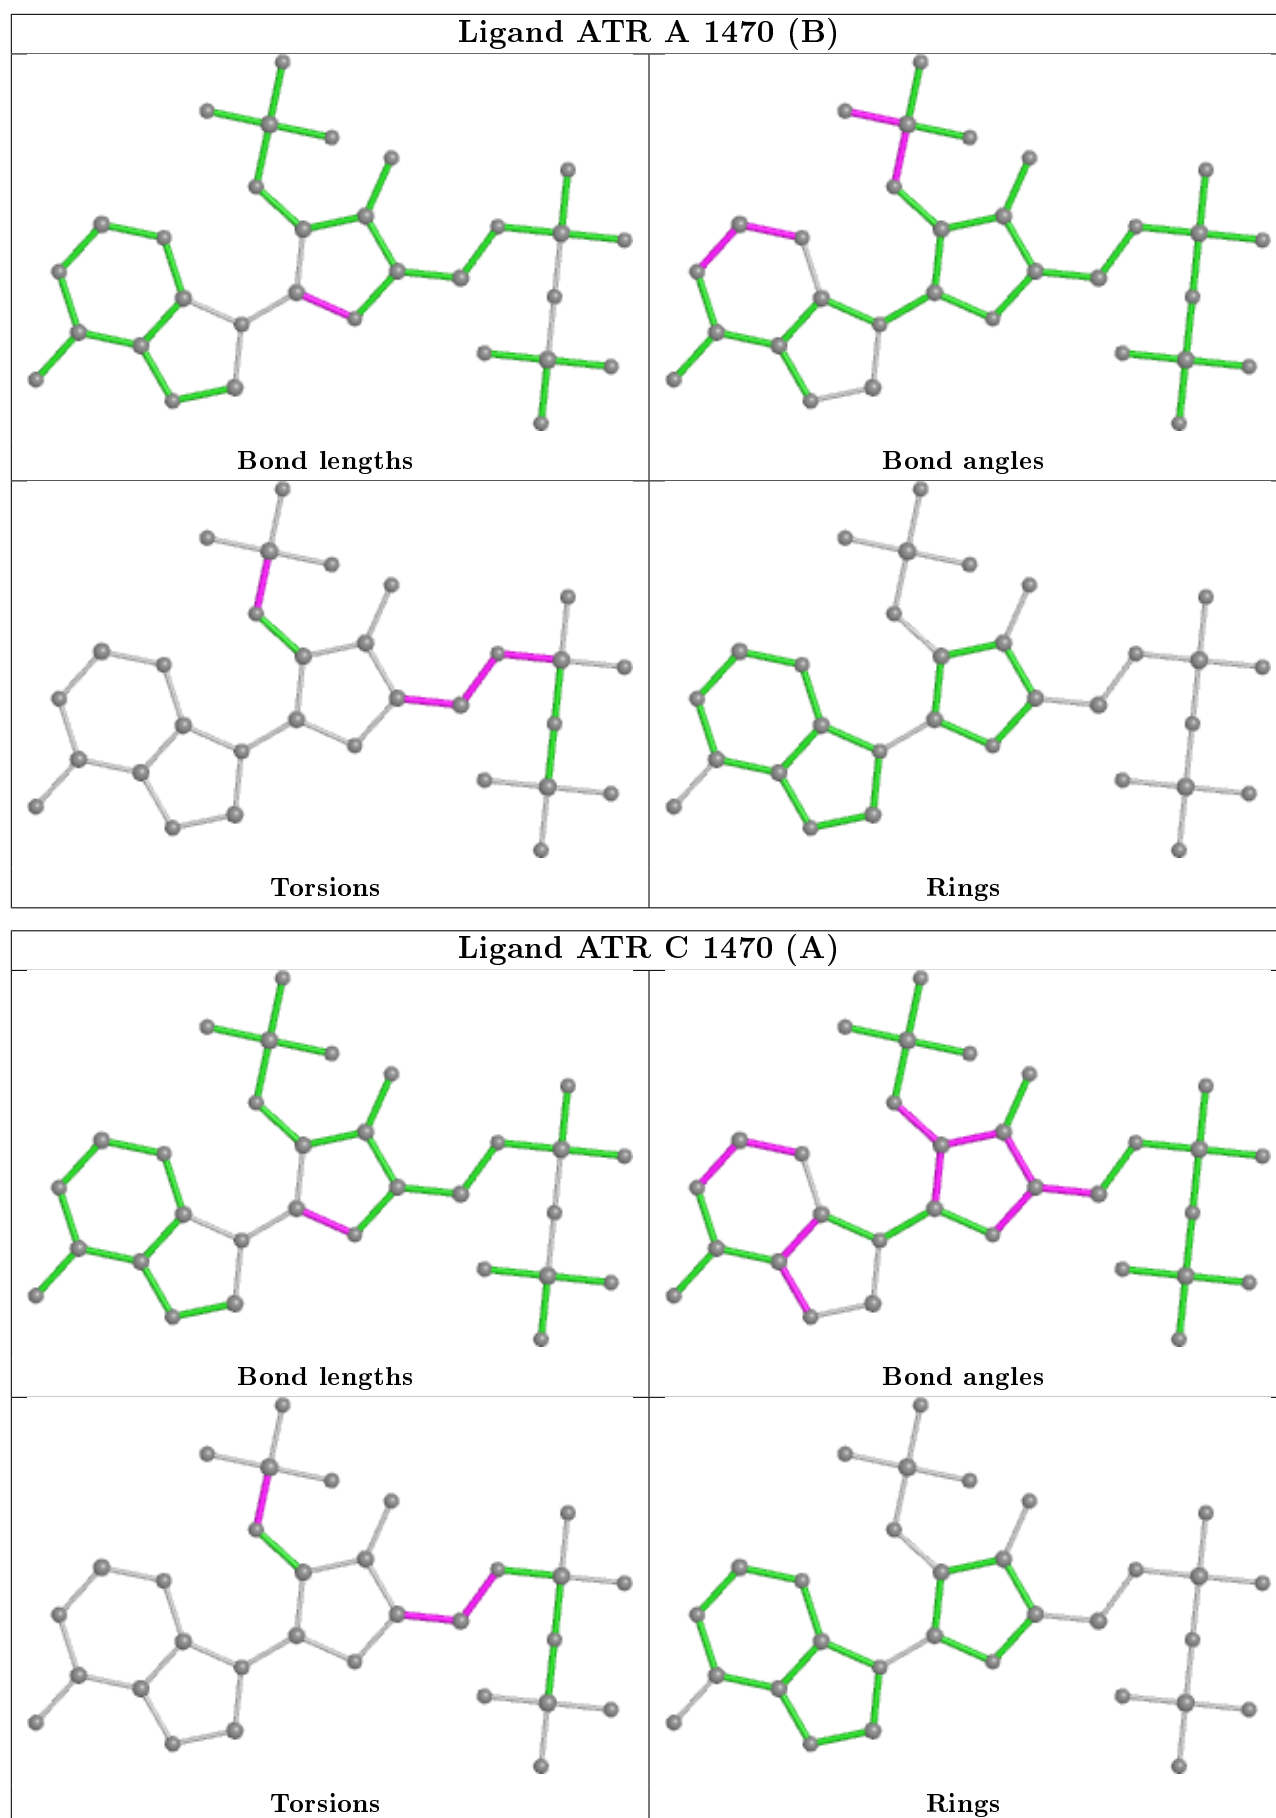 Ligand ATR A 1470 (B)
Bond lengths
Bond angles
Torsions
Rings
Ligand ATR C 1470 (A)
Bond lengths
Bond angles
Torsions
Rings